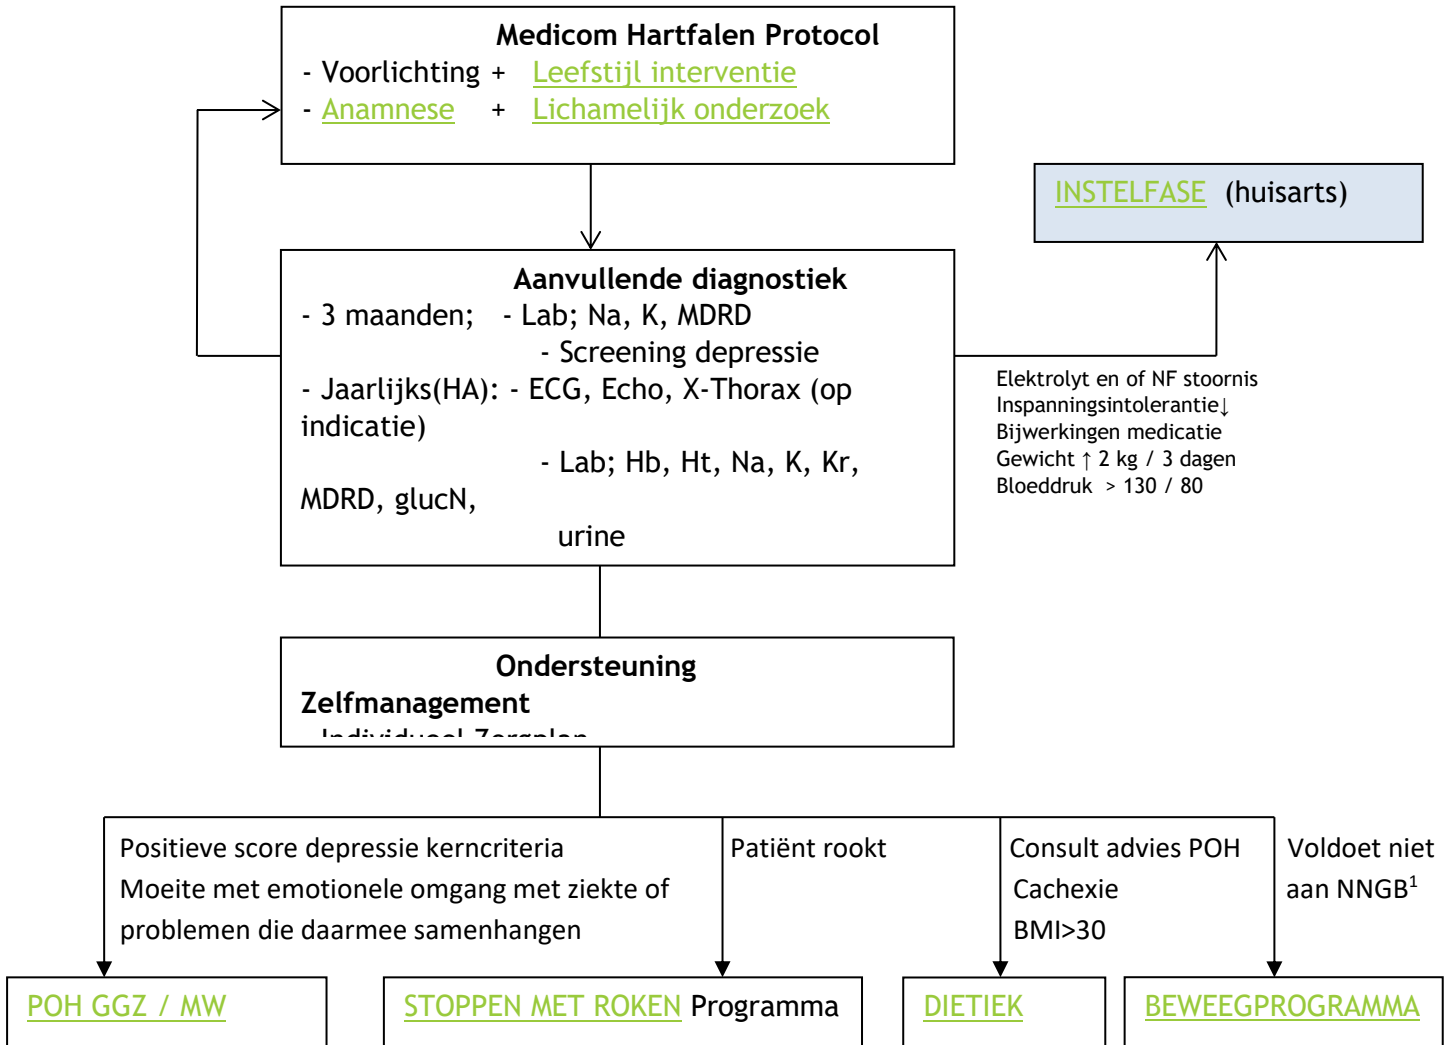 Medicom Hartfalen Protocol
- Voorlichting + Leefstijl interventie
- Anamnese + Lichamelijk onderzoek
INSTELFASE (huisarts)
Aanvullende diagnostiek
- 3 maanden; - Lab; Na, K, MDRD
- Screening depressie
- Jaarlijks(HA): - ECG, Echo, X-Thorax (op
indicatie)
- Lab; Hb, Ht, Na, K, Kr,
MDRD, glucN,
urine
Elektrolyt en of NF stoornis
Inspanningsintolerantie↓
Bijwerkingen medicatie
Gewicht ↑ 2 kg / 3 dagen
Bloeddruk > 130 / 80
Ondersteuning
Zelfmanagement
- Individueel Zorgplan
Positieve score depressie kerncriteria
Moeite met emotionele omgang met ziekte of
problemen die daarmee samenhangen
Patiënt rookt
Consult advies POH
Cachexie
BMI>30
Voldoet niet
aan NNGB¹
POH GGZ / MW
STOPPEN MET ROKEN Programma
DIETIEK
BEWEEGPROGRAMMA